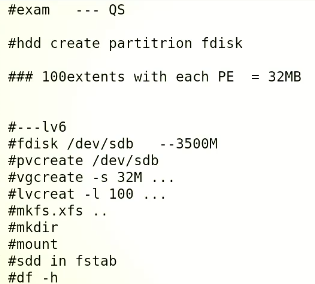 #exam   --- QS
#hdd create partitrion fdisk
### 100extents with each PE  = 32MB
#---lv6
#fdisk /dev/sdb   --3500M
#pvcreate /dev/sdb
#vgcreate -s 32M ...
#lvcreat -l 100 ...
#mkfs.xfs ..
#mkdir
#mount
#sdd in fstab
#df -h